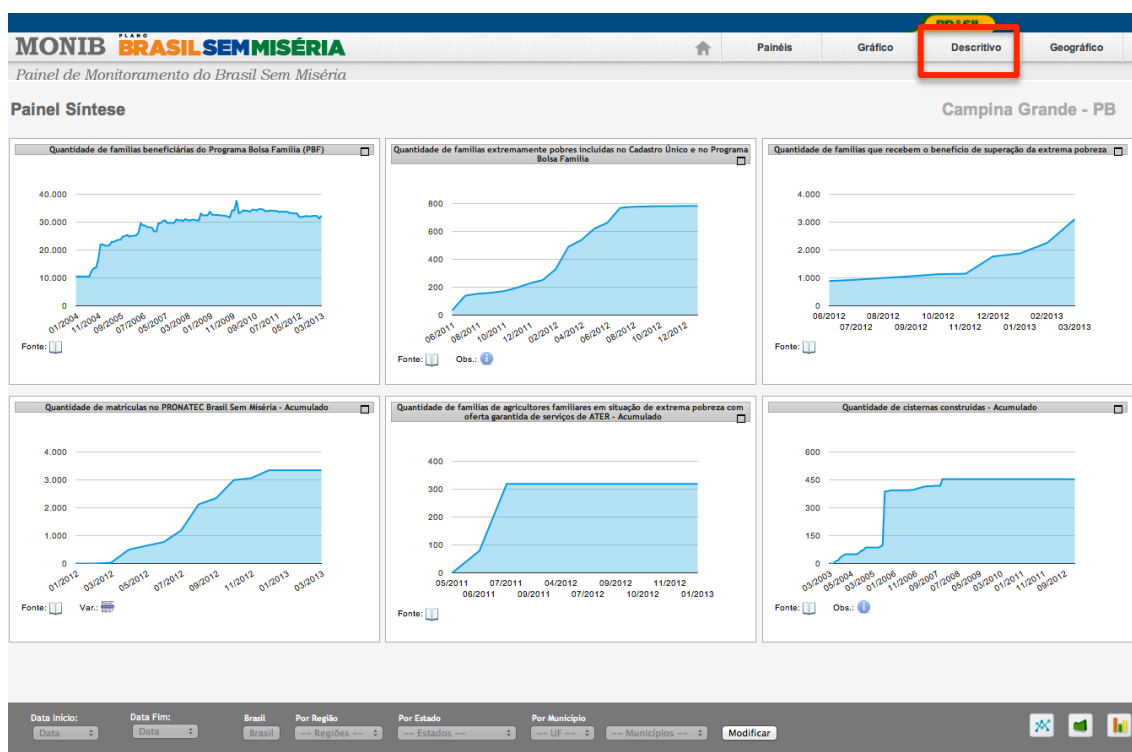 BRASIL
MONIB PLANO BRASIL SEM MISÉRIA
Painéis Gráfico Descritivo Geográfico
Painel de Monitoramento do Brasil Sem Miséria
Painel Síntese Campina Grande - PB
Quantidade de famílias beneficiárias do Programa Bolsa Família (PBF)
40.000
30.000
20.000
10.000
0
01/2004 11/2004 09/2005 07/2006 05/2007 03/2008 01/2009 11/2009 09/2010 07/2011 05/2012 03/2013
Fonte:
Quantidade de famílias extremamente pobres incluídas no Cadastro Único e no Programa
Bolsa Família
800
600
400
200
0
06/2011 08/2011 10/2011 12/2011 02/2012 04/2012 06/2012 08/2012 10/2012 12/2012
Fonte: Obs.:
Quantidade de famílias que recebem o benefício de superação da extrema pobreza
4.000
3.000
2.000
1.000
0
06/2012 08/2012 10/2012 12/2012 02/2013
07/2012 09/2012 11/2012 01/2013 03/2013
Fonte:
Quantidade de matrículas no PRONATEC Brasil Sem Miséria - Acumulado
4.000
3.000
2.000
1.000
0
01/2012 03/2012 05/2012 07/2012 09/2012 11/2012 01/2013 03/2013
Fonte: Var.:
Quantidade de famílias de agricultores familiares em situação de extrema pobreza com
oferta garantida de serviços de ATER - Acumulado
400
300
200
100
0
05/2011 07/2011 04/2012 09/2012 11/2012
06/2011 09/2011 07/2012 10/2012 01/2013
Fonte:
Quantidade de cisternas construídas - Acumulado
600
450
300
150
0
03/2003 05/2004 03/2005 01/2006 11/2006 09/2007 07/2008 05/2009 03/2010 01/2011 11/2011 09/2012
Fonte: Obs.:
Data Início: Data Fim: Brasil Por Região Por Estado Por Município
Data Data Brasil -- Regiões -- -- Estados -- -- UF -- -- Municípios -- Modificar